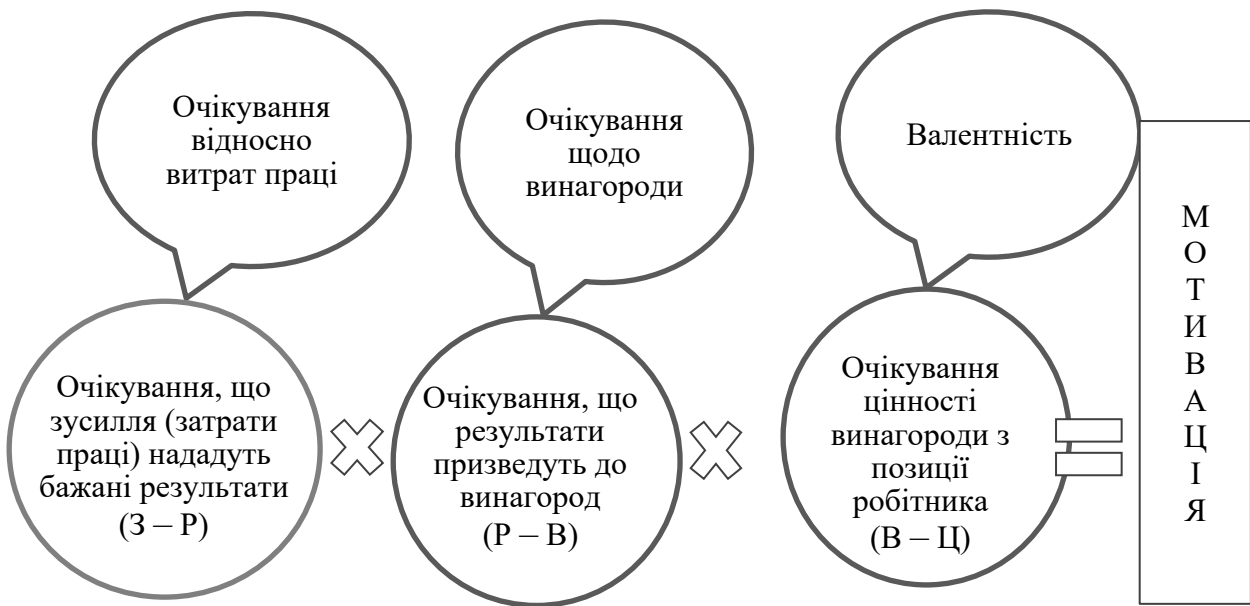 Очікування
відносно
витрат праці
Очікування
щодо
винагороди
Валентність
Очікування, що
зусилля (затрати
праці) нададуть
бажані результати
(З – Р)
Очікування, що
результати
призведуть до
винагород
(Р – В)
Очікування
цінності
винагороди з
позиції
робітника
(В – Ц)
М
О
Т
И
В
А
Ц
І
Я